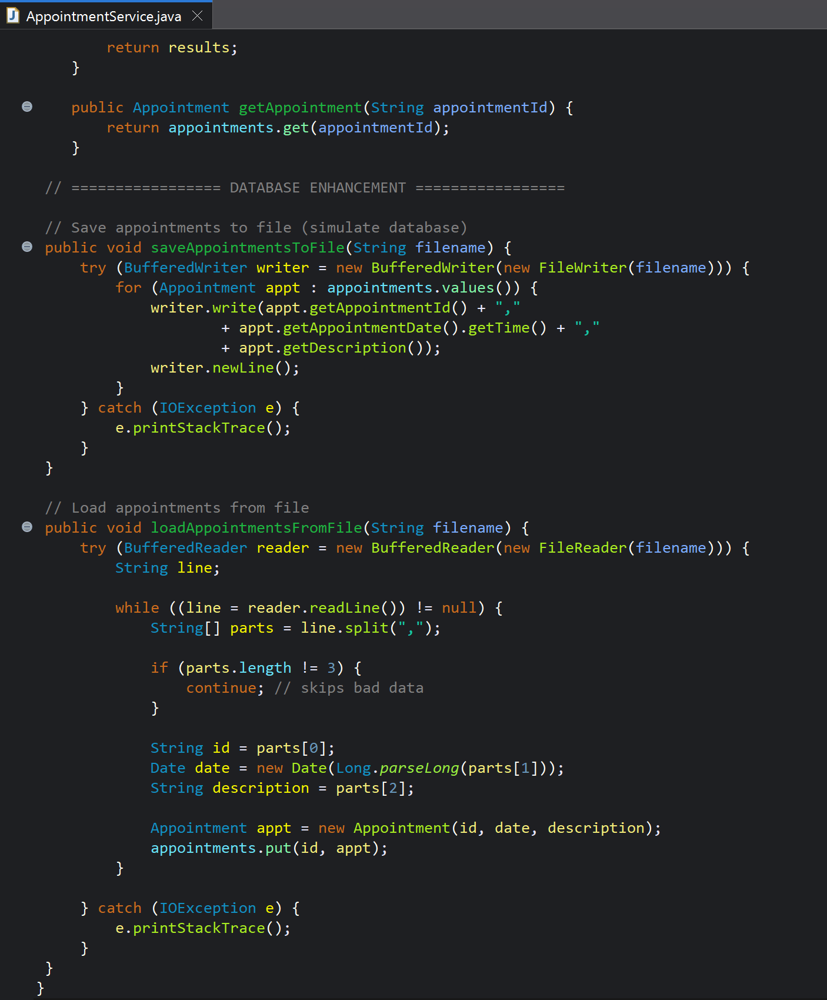 AppointmentService.java
return results;
}
public Appointment getAppointment(String appointmentId) {
return appointments.get(appointmentId);
}
// ================= DATABASE ENHANCEMENT =================
// Save appointments to file (simulate database)
public void saveAppointmentsToFile(String filename) {
try (BufferedWriter writer = new BufferedWriter(new FileWriter(filename))) {
for (Appointment appt : appointments.values()) {
writer.write(appt.getAppointmentId() + ","
+ appt.getAppointmentDate().getTime() + ","
+ appt.getDescription());
writer.newLine();
}
} catch (IOException e) {
e.printStackTrace();
}
}
// Load appointments from file
public void loadAppointmentsFromFile(String filename) {
try (BufferedReader reader = new BufferedReader(new FileReader(filename))) {
String line;
while ((line = reader.readLine()) != null) {
String[] parts = line.split(",");
if (parts.length != 3) {
continue; // skips bad data
}
String id = parts[0];
Date date = new Date(Long.parseLong(parts[1]));
String description = parts[2];
Appointment appt = new Appointment(id, date, description);
appointments.put(id, appt);
}
} catch (IOException e) {
e.printStackTrace();
}
}
}